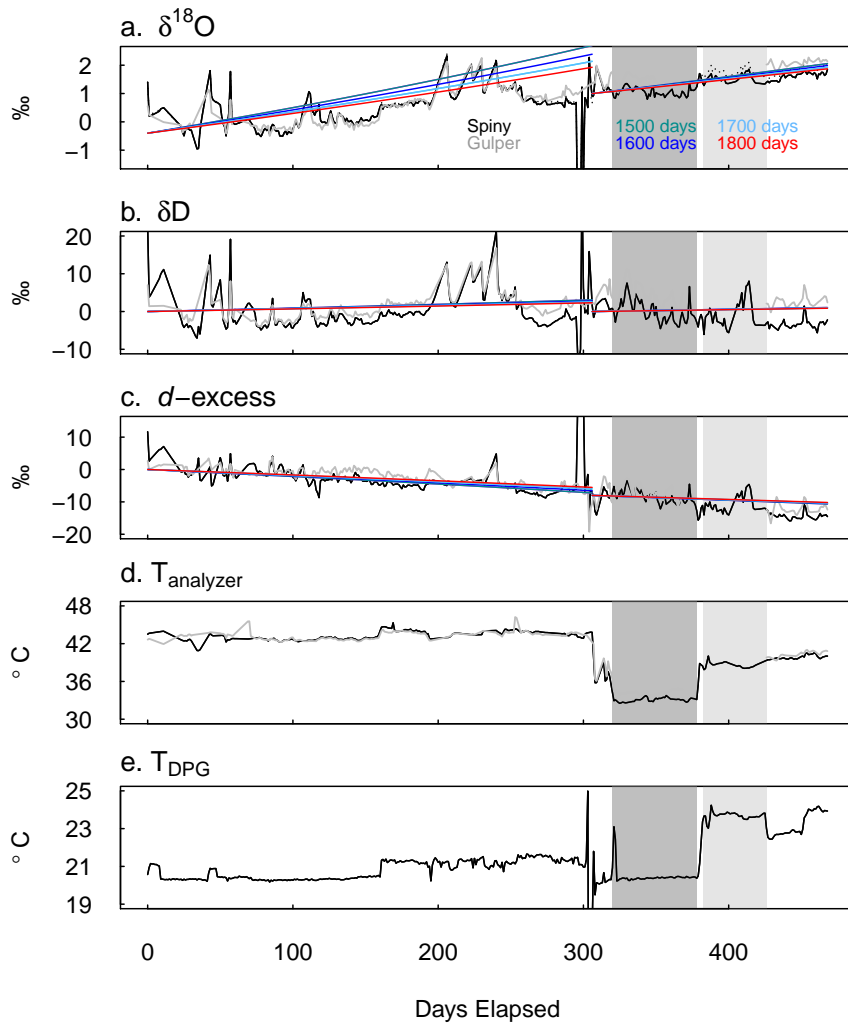 a. δ¹⁸O
2
1
0
−1
‰
Spiny
Gulper
1500 days
1600 days
1700 days
1800 days
b. δD
20
10
0
−10
‰
c. d−excess
10
0
−10
−20
‰
d. Tanalyzer
48
42
36
30
° C
e. TDPG
25
23
21
19
° C
0 100 200 300 400
Days Elapsed